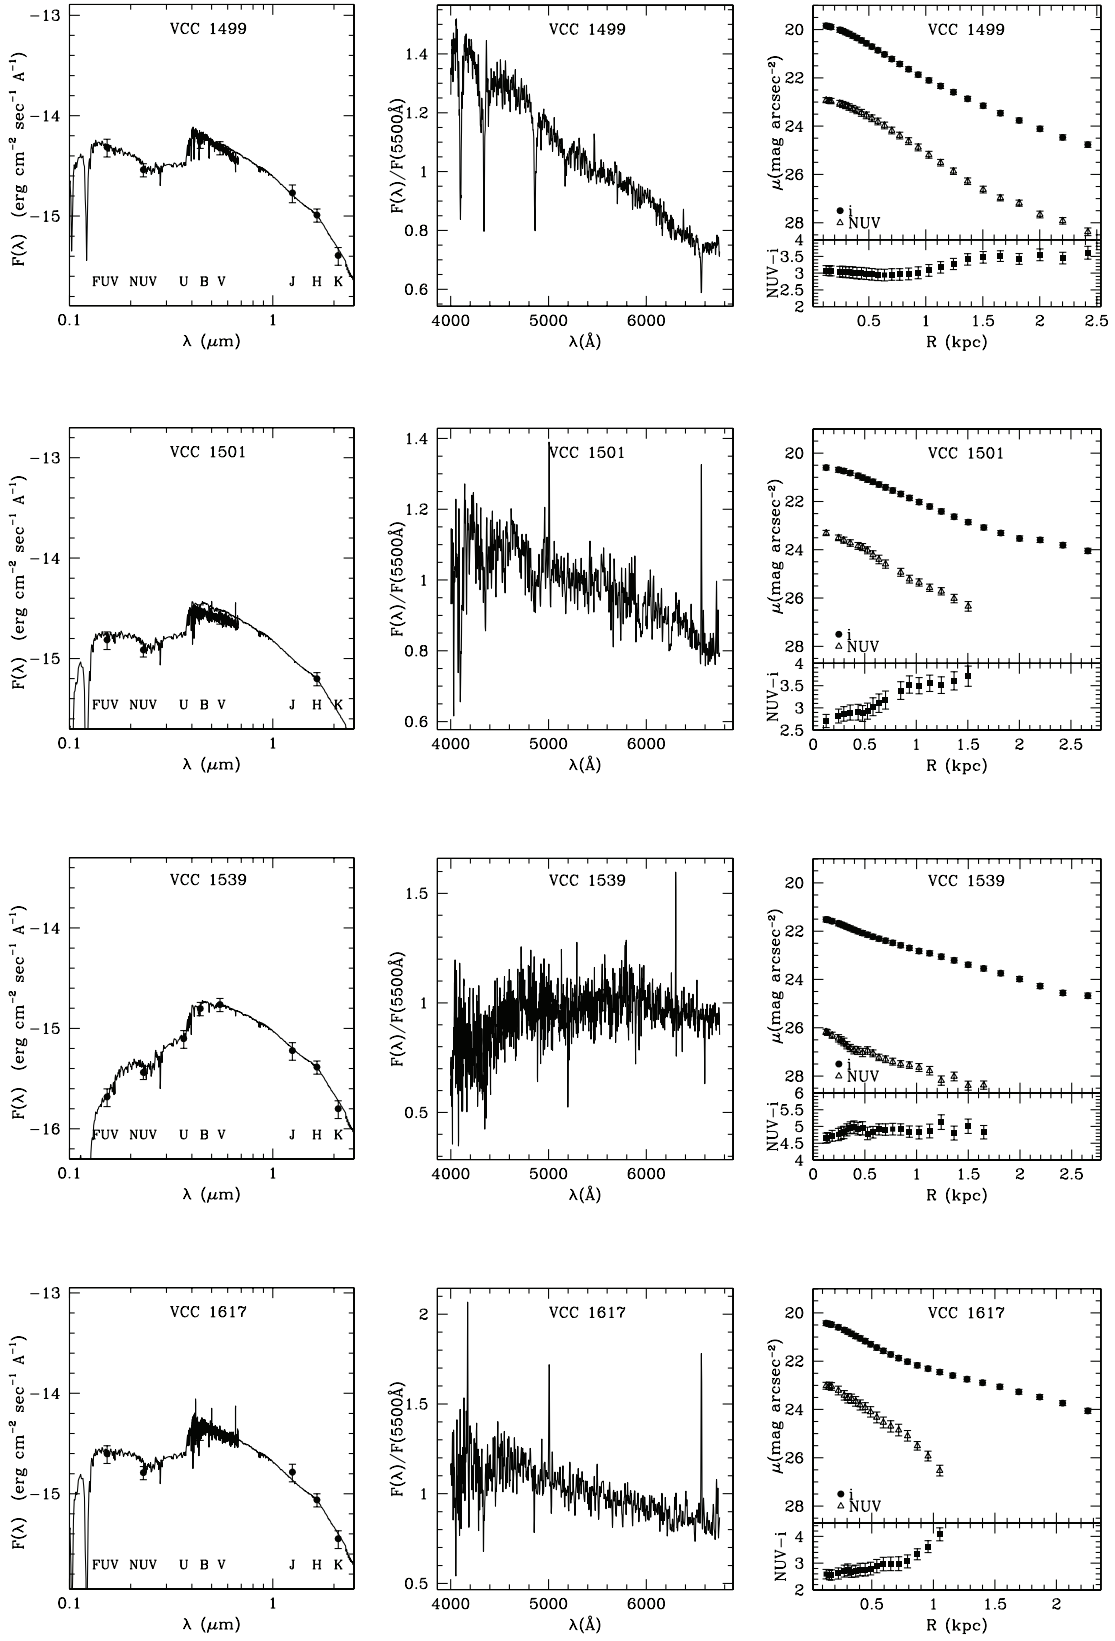 VCC 1499
F(λ) (erg cm⁻² sec⁻¹ A⁻¹)
−13
−14
−15
FUV NUV U B V J H K
0.1 1
λ (μm)
VCC 1499
F(λ)/F(5500Å)
1.4
1.2
1
0.8
0.6
4000 5000 6000
λ(Å)
VCC 1499
μ(mag arcsec⁻²)
20
22
24
26
28
i
NUV
NUV−i
4
3.5
3
2.5
2
0.5 1 1.5 2 2.5
R (kpc)
VCC 1501
F(λ) (erg cm⁻² sec⁻¹ A⁻¹)
−13
−14
−15
FUV NUV U B V J H K
0.1 1
λ (μm)
VCC 1501
F(λ)/F(5500Å)
1.4
1.2
1
0.8
0.6
4000 5000 6000
λ(Å)
VCC 1501
μ(mag arcsec⁻²)
20
22
24
26
28
i
NUV
NUV−i
4
3.5
3
2.5
0 0.5 1 1.5 2 2.5
R (kpc)
VCC 1539
F(λ) (erg cm⁻² sec⁻¹ A⁻¹)
−14
−15
−16
FUV NUV U B V J H K
0.1 1
λ (μm)
VCC 1539
F(λ)/F(5500Å)
1.5
1
0.5
4000 5000 6000
λ(Å)
VCC 1539
μ(mag arcsec⁻²)
20
22
24
26
28
i
NUV
NUV−i
6
5.5
5
4.5
4
0 0.5 1 1.5 2 2.5
R (kpc)
VCC 1617
F(λ) (erg cm⁻² sec⁻¹ A⁻¹)
−13
−14
−15
FUV NUV U B V J H K
0.1 1
λ (μm)
VCC 1617
F(λ)/F(5500Å)
2
1.5
1
0.5
4000 5000 6000
λ(Å)
VCC 1617
μ(mag arcsec⁻²)
20
22
24
26
28
i
NUV
NUV−i
4
3
2
0.5 1 1.5 2
R (kpc)